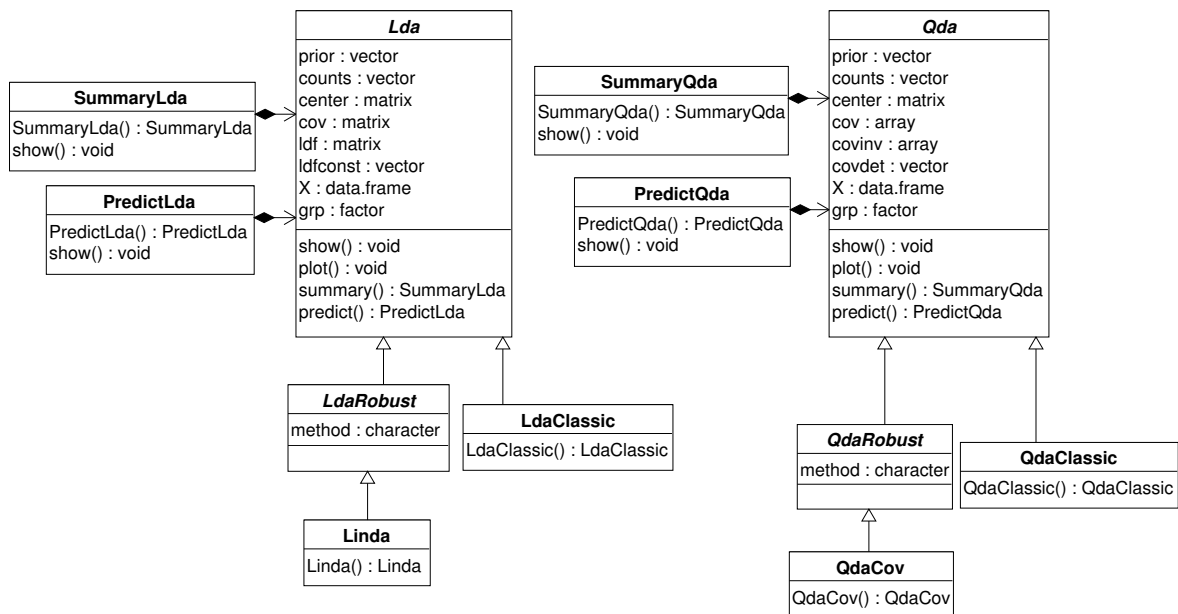 Lda
prior : vector
counts : vector
center : matrix
cov : matrix
ldf : matrix
ldfconst : vector
X : data.frame
grp : factor
show() : void
plot() : void
summary() : SummaryLda
predict() : PredictLda
SummaryLda
SummaryLda() : SummaryLda
show() : void
PredictLda
PredictLda() : PredictLda
show() : void
LdaRobust
method : character
LdaClassic
LdaClassic() : LdaClassic
Linda
Linda() : Linda
Qda
prior : vector
counts : vector
center : matrix
cov : array
covinv : array
covdet : vector
X : data.frame
grp : factor
show() : void
plot() : void
summary() : SummaryQda
predict() : PredictQda
SummaryQda
SummaryQda() : SummaryQda
show() : void
PredictQda
PredictQda() : PredictQda
show() : void
QdaRobust
method : character
QdaClassic
QdaClassic() : QdaClassic
QdaCov
QdaCov() : QdaCov